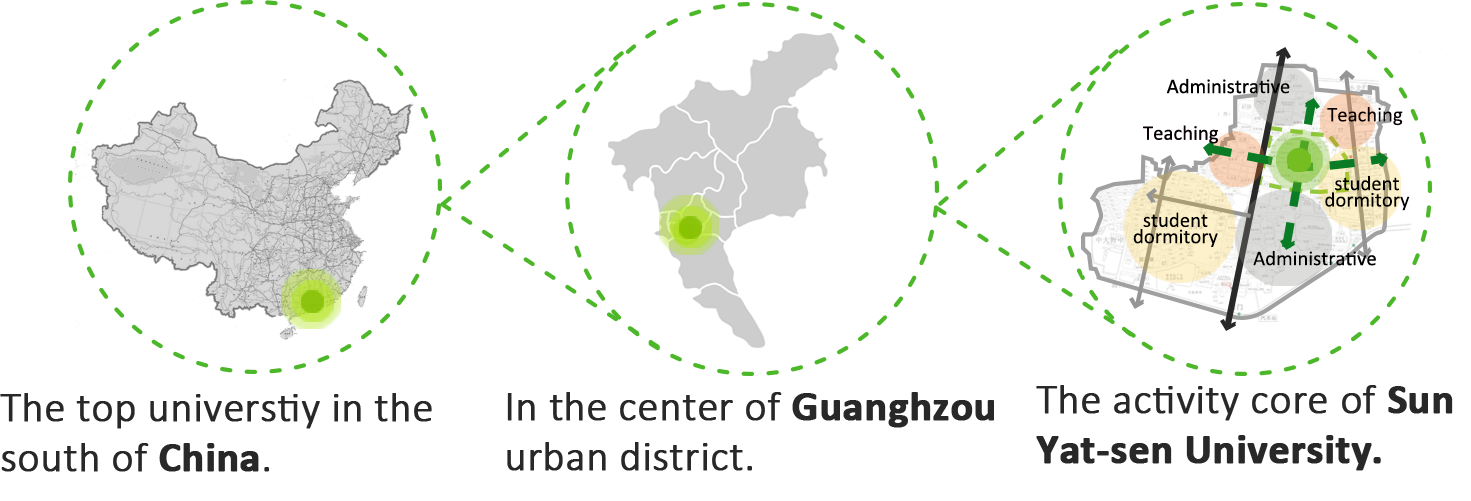 Administrative
Teaching
Teaching
student
dormitory
student
dormitory
Administrative
The top universtiy in the
south of China.
In the center of Guanghzou
urban district.
The activity core of Sun
Yat-sen University.